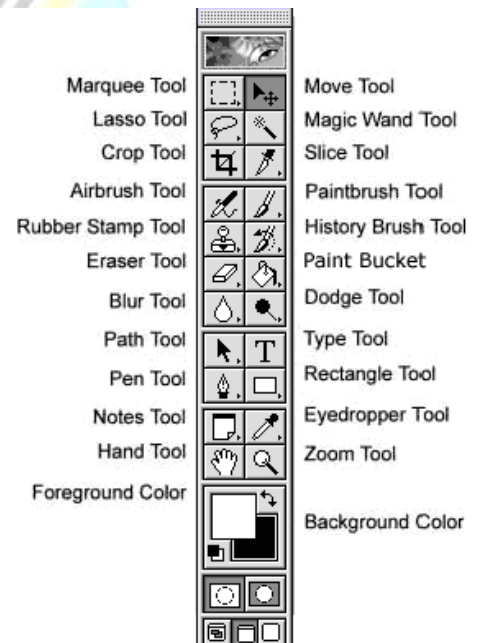 Marquee Tool Move Tool
Lasso Tool Magic Wand Tool
Crop Tool Slice Tool
Airbrush Tool Paintbrush Tool
Rubber Stamp Tool History Brush Tool
Eraser Tool Paint Bucket
Blur Tool Dodge Tool
Path Tool T Type Tool
Pen Tool Rectangle Tool
Notes Tool Eyedropper Tool
Hand Tool Zoom Tool
Foreground Color
Background Color